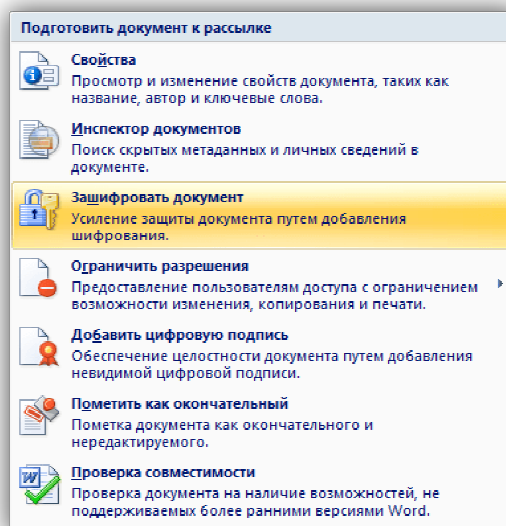 Подготовить документ к рассылке
Свойства
Просмотр и изменение свойств документа, таких как
название, автор и ключевые слова.
Инспектор документов
Поиск скрытых метаданных и личных сведений в
документе.
Зашифровать документ
Усиление защиты документа путем добавления
шифрования.
Ограничить разрешения
Предоставление пользователям доступа с ограничением
возможности изменения, копирования и печати.
Добавить цифровую подпись
Обеспечение целостности документа путем добавления
невидимой цифровой подписи.
Пометить как окончательный
Пометка документа как окончательного и
нередактируемого.
Проверка совместимости
Проверка документа на наличие возможностей, не
поддерживаемых более ранними версиями Word.